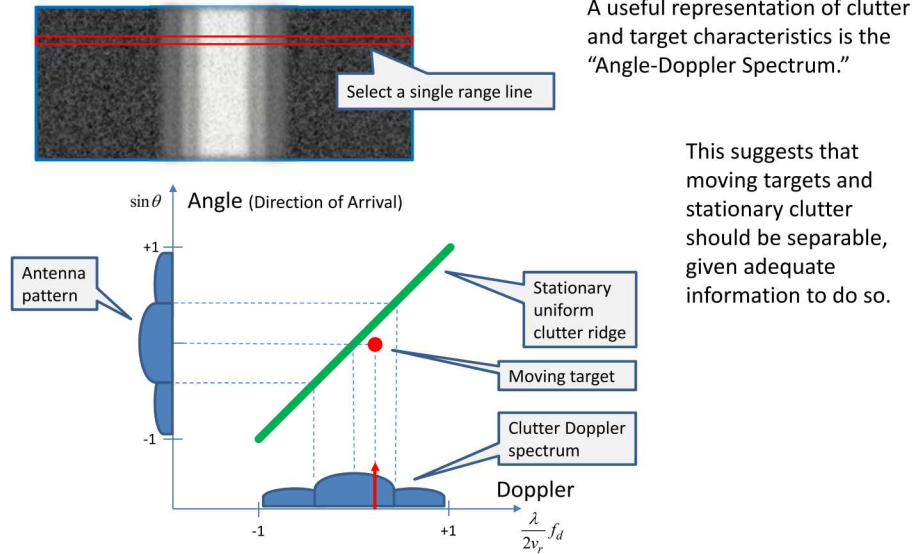 A useful representation of clutter
and target characteristics is the
“Angle-Doppler Spectrum.”
Select a single range line
This suggests that
moving targets and
stationary clutter
should be separable,
given adequate
information to do so.
sin θ
Angle (Direction of Arrival)
+1
Antenna
pattern
Stationary
uniform
clutter ridge
Moving target
-1
Clutter Doppler
spectrum
Doppler
-1
+1
λ
2v_r
f_d